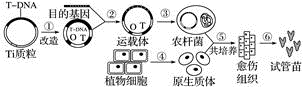 T-DNA
目的基因
Ti质粒
①
改造
T-DNA
O T
②
O T
运载体
③
农杆菌
植物细胞
④
原生质体
⑤
共培养
愈伤
组织
⑥
试管苗